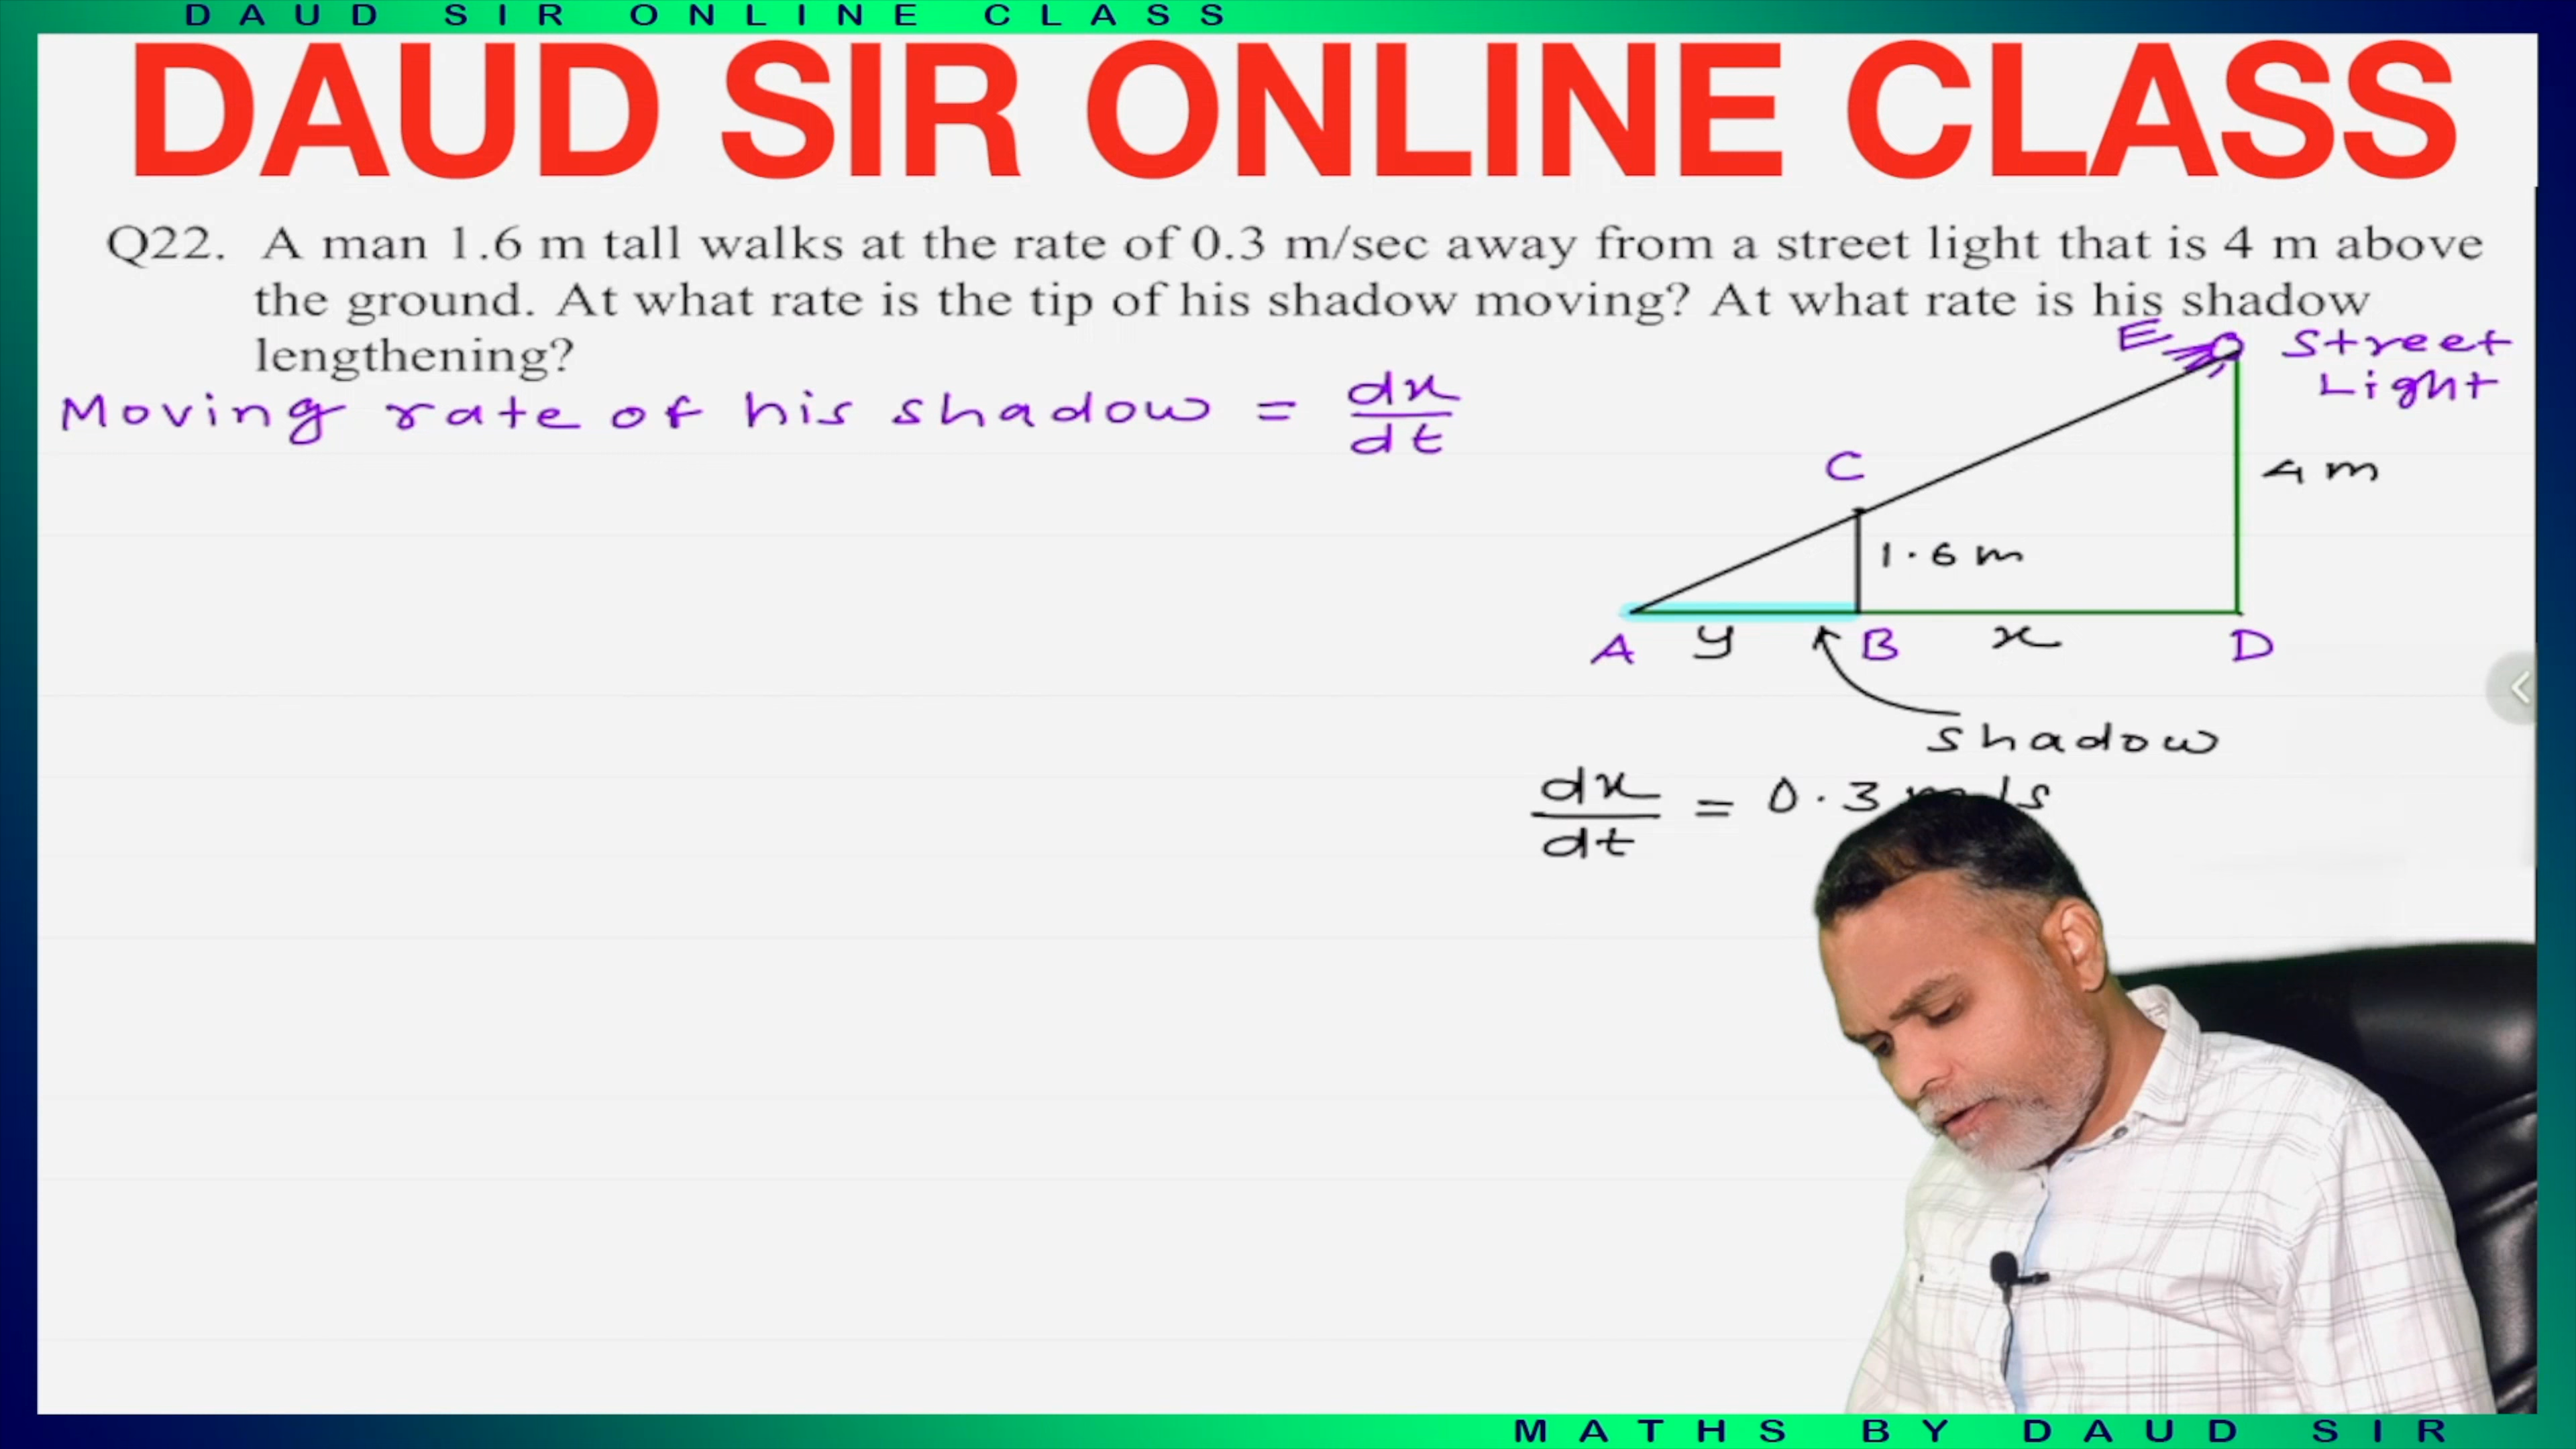 DAUD SIR ONLINE CLASS
DAUD SIR ONLINE CLASS
Q22. A man 1.6 m tall walks at the rate of 0.3 m/sec away from a street light that is 4 m above
the ground. At what rate is the tip of his shadow moving? At what rate is his shadow
lengthening?
Moving rate of his shadow = dx/dt
E Street
Light
C
4 m
1.6 m
A y B x D
shadow
dx/dt = 0.3 m/s
MATHS BY DAUD SIR